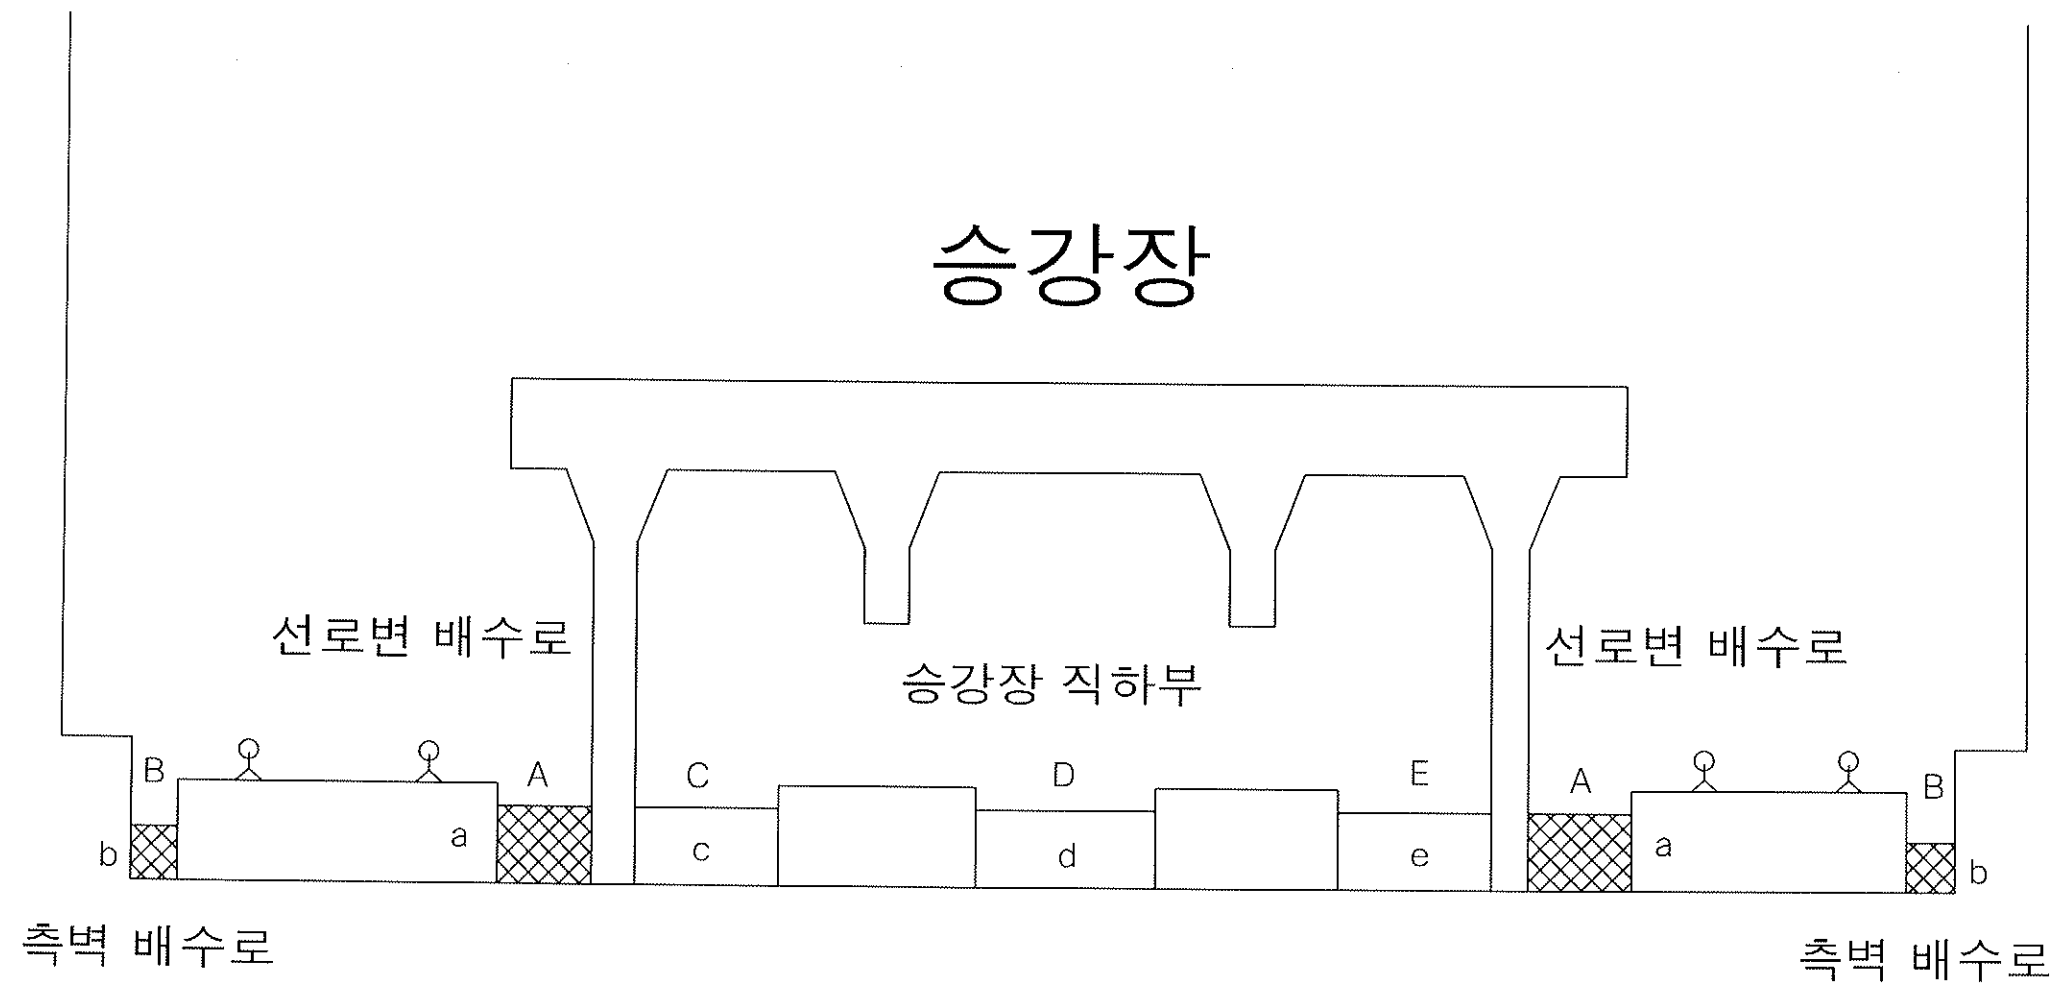 승강장
선로변 배수로
선로변 배수로
승강장 직하부
B A C D E A B
b a c d e a b
측벽 배수로
측벽 배수로